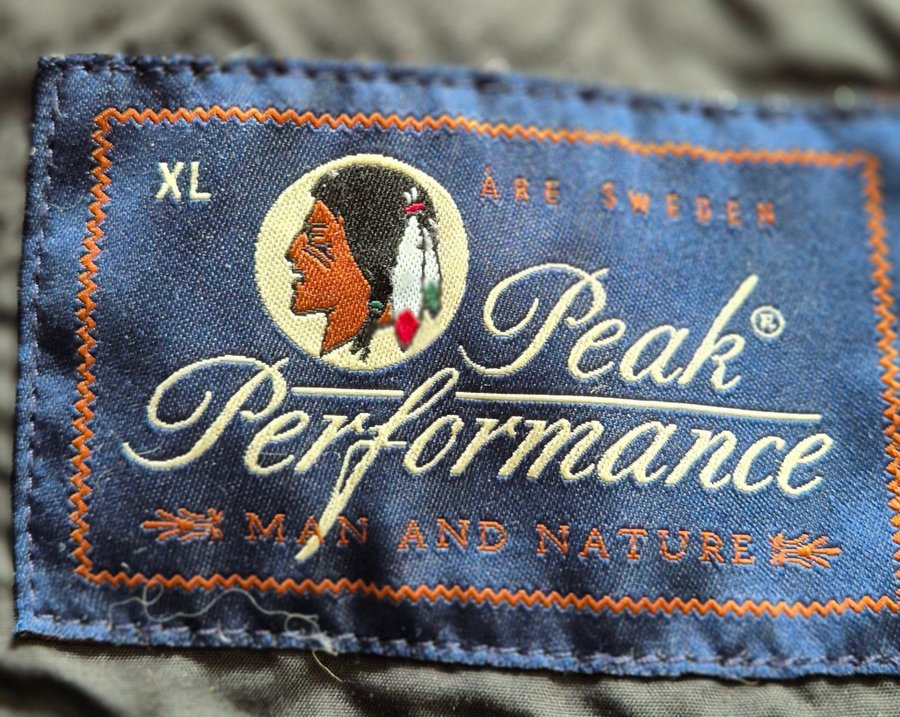 XL
ÅRE SWEDEN
Peak®
Performance
MAN AND NATURE